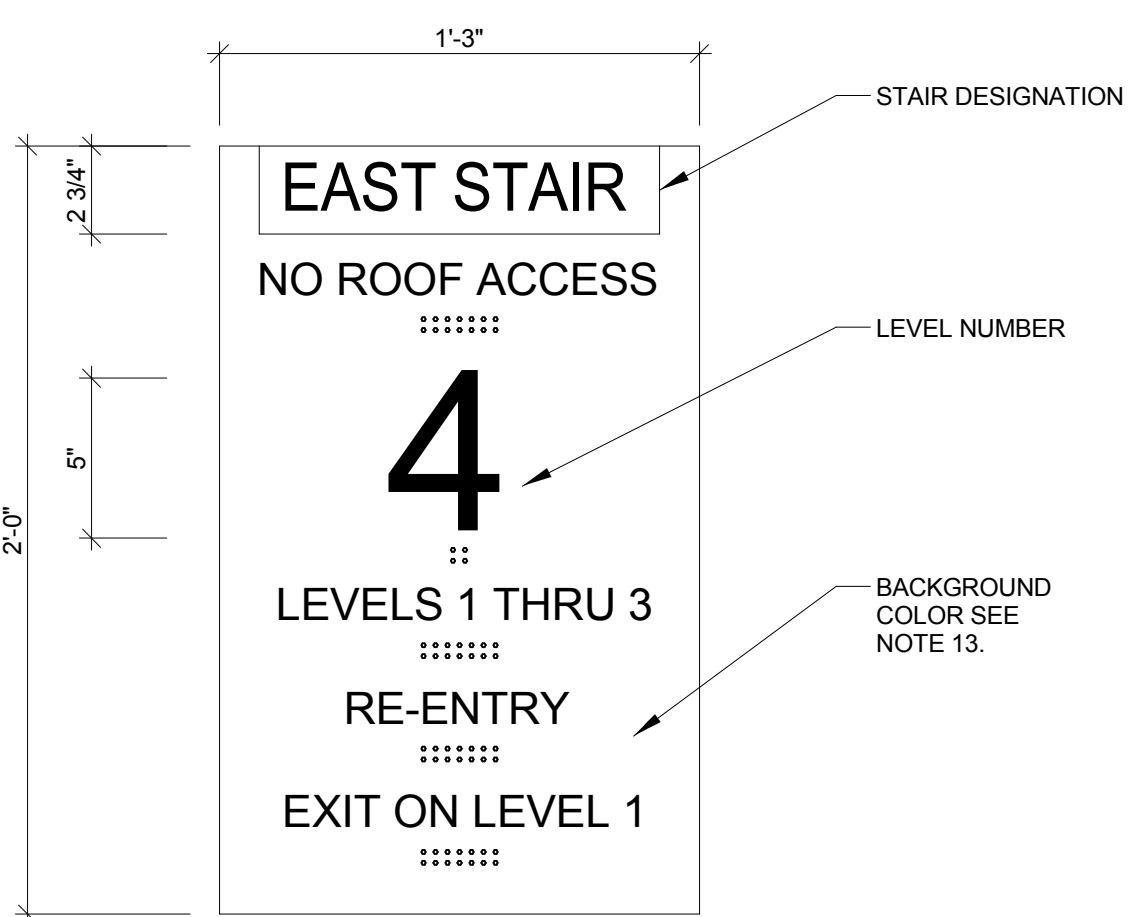 1'-3"
STAIR DESIGNATION
2 3/4"
EAST STAIR
NO ROOF ACCESS
LEVEL NUMBER
5"
4
2'-0"
LEVELS 1 THRU 3
BACKGROUND
COLOR SEE
NOTE 13.
RE-ENTRY
EXIT ON LEVEL 1